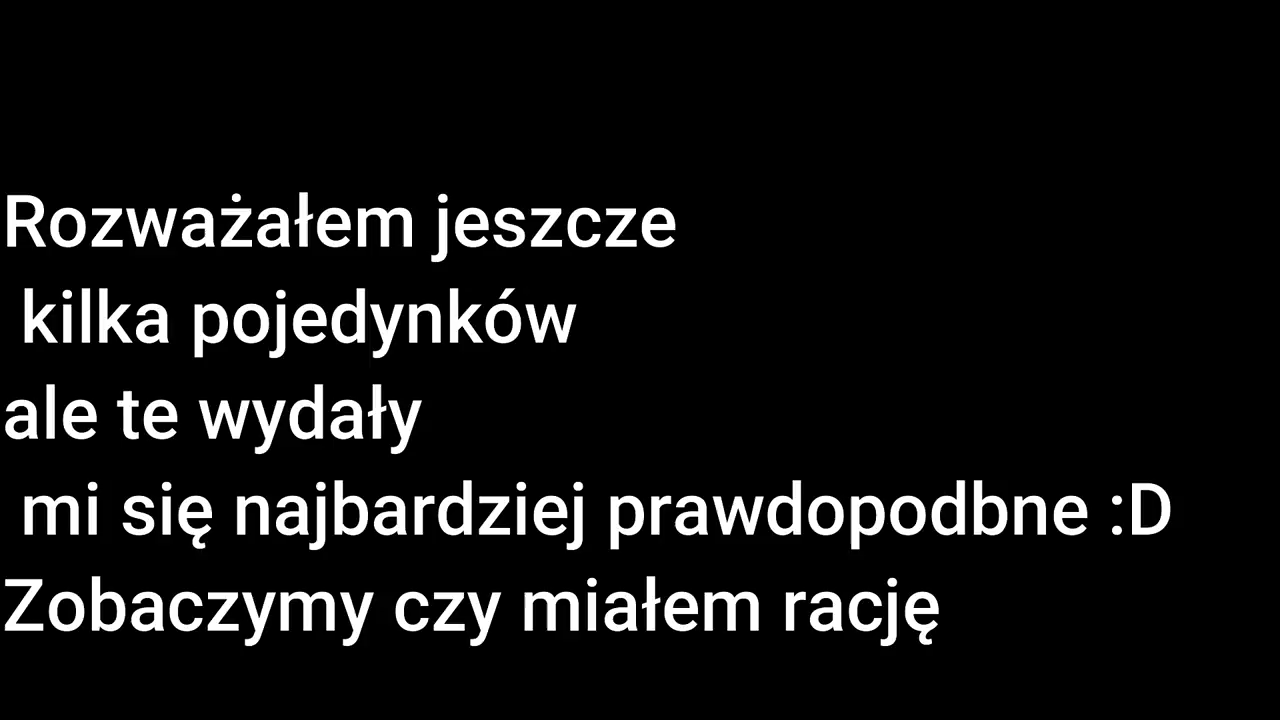 Rozważałem jeszcze
kilka pojedynków
ale te wydały
mi się najbardziej prawdopodbne :D
Zobaczymy czy miałem rację